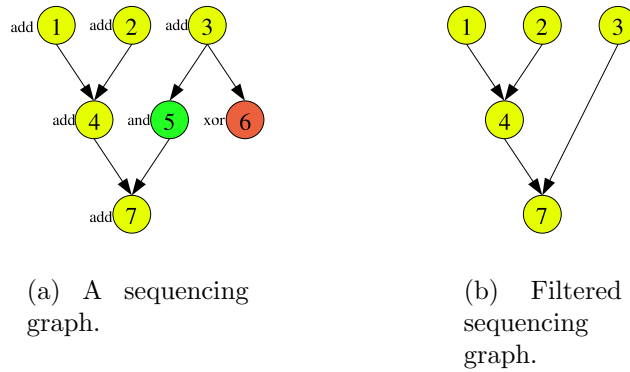 add 1 add 2 add 3 1 2 3
add 4 and 5 xor 6 4
add 7 7
(a) A sequencing
graph.
(b) Filtered
sequencing
graph.